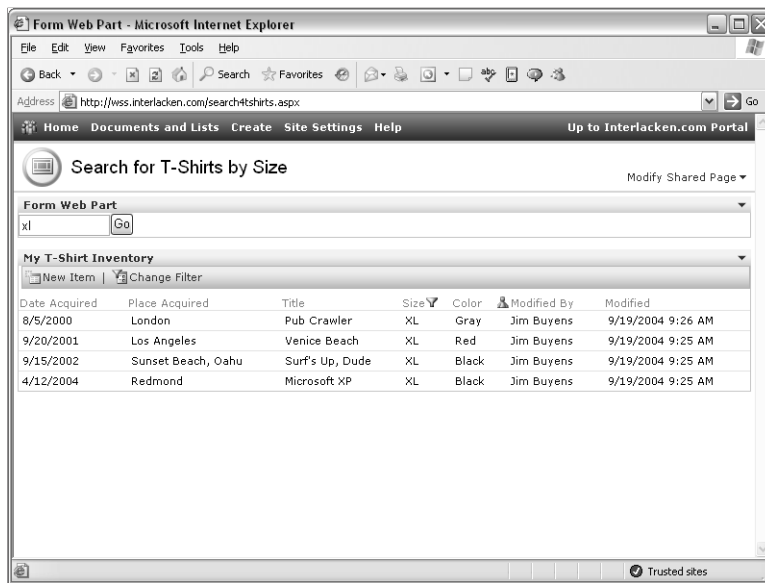 Form Web Part - Microsoft Internet Explorer
File Edit View Favorites Tools Help
Back Search Favorites
Address http://wss.interlacken.com/search4tshirts.aspx Go
Home Documents and Lists Create Site Settings Help Up to Interlacken.com Portal
Search for T-Shirts by Size
Modify Shared Page
Form Web Part
xl Go
My T-Shirt Inventory
New Item | Change Filter
Date Acquired Place Acquired Title Size Color Modified By Modified
8/5/2000 London Pub Crawler XL Gray Jim Buyens 9/19/2004 9:26 AM
9/20/2001 Los Angeles Venice Beach XL Red Jim Buyens 9/19/2004 9:25 AM
9/15/2002 Sunset Beach, Oahu Surf's Up, Dude XL Black Jim Buyens 9/19/2004 9:25 AM
4/12/2004 Redmond Microsoft XP XL Black Jim Buyens 9/19/2004 9:25 AM
Trusted sites